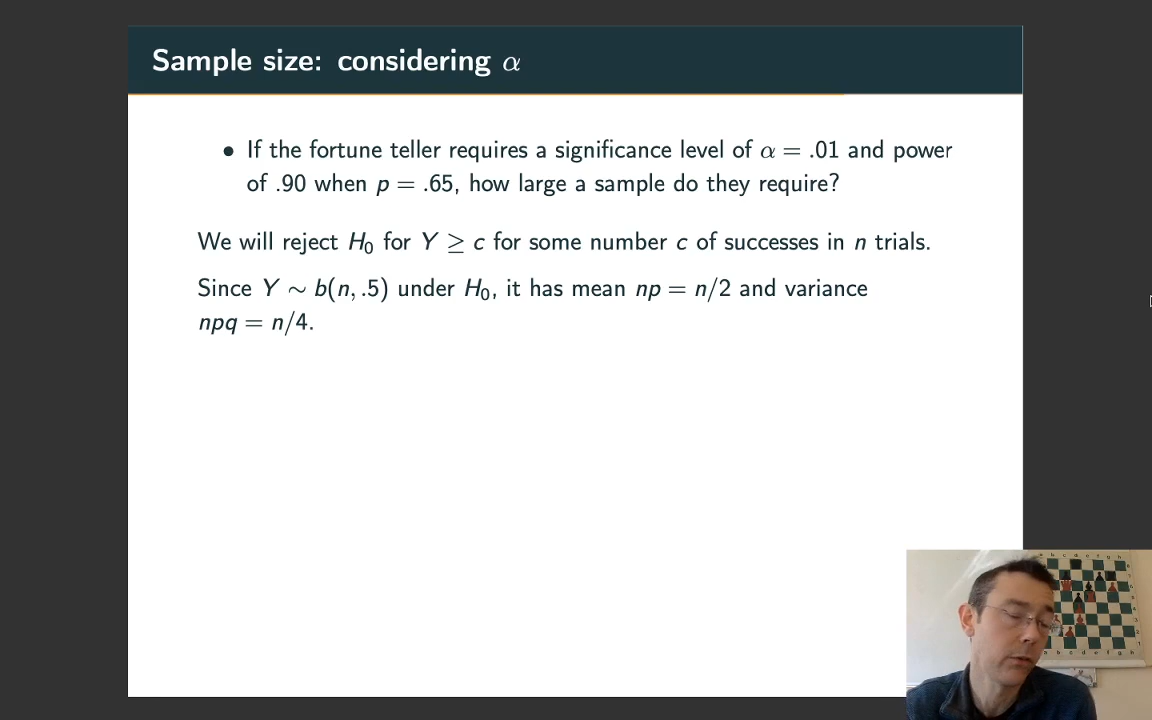 Sample size: considering α
• If the fortune teller requires a significance level of α = .01 and power
of .90 when p = .65, how large a sample do they require?
We will reject H₀ for Y ≥ c for some number c of successes in n trials.
Since Y ∼ b(n, .5) under H₀, it has mean np = n/2 and variance
npq = n/4.